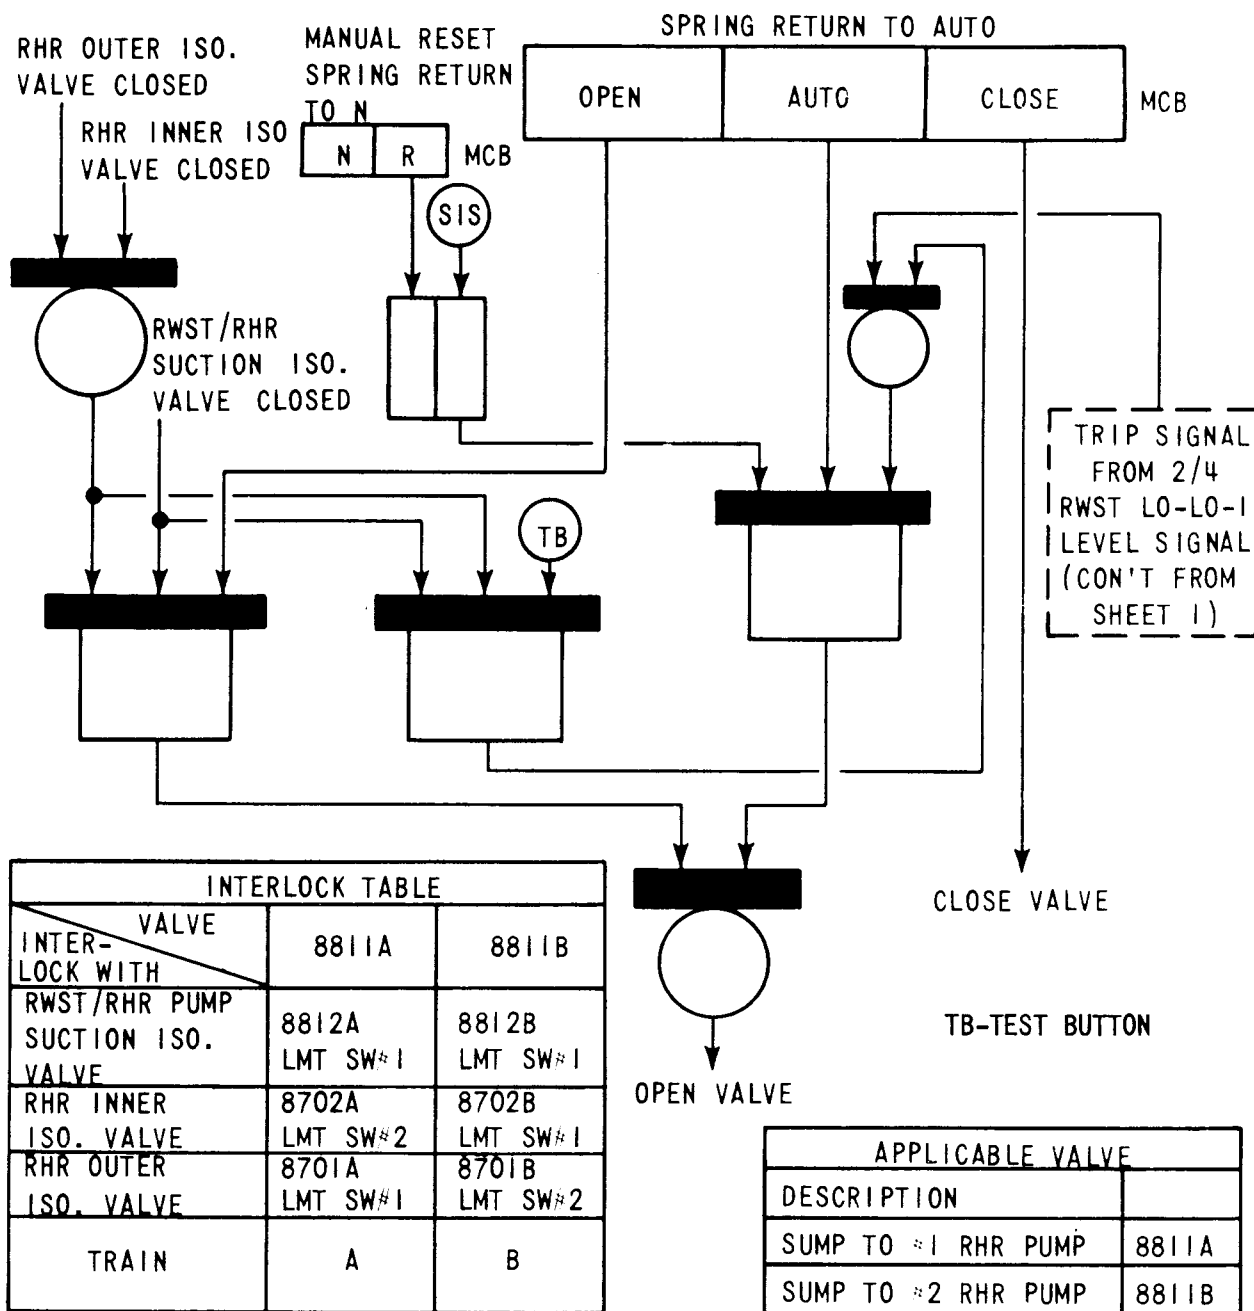 SPRING RETURN TO AUTO
RHR OUTER ISO.
VALVE CLOSED
MANUAL RESET
SPRING RETURN
TO N
OPEN
AUTO
CLOSE
MCB
RHR INNER ISO
VALVE CLOSED
N
R
MCB
SIS
RWST/RHR
SUCTION ISO.
VALVE CLOSED
TRIP SIGNAL
FROM 2/4
RWST LO-LO-1
LEVEL SIGNAL
(CON'T FROM
SHEET 1)
TB
CLOSE VALVE
TB-TEST BUTTON
OPEN VALVE
INTERLOCK TABLE
VALVE
INTER-
LOCK WITH
8811A
8811B
RWST/RHR PUMP
SUCTION ISO.
VALVE
8812A
LMT SW#1
8812B
LMT SW#1
RHR INNER
ISO. VALVE
8702A
LMT SW#2
8702B
LMT SW#1
RHR OUTER
ISO. VALVE
8701A
LMT SW#1
8701B
LMT SW#2
TRAIN
A
B
APPLICABLE VALVE
DESCRIPTION
SUMP TO #1 RHR PUMP
8811A
SUMP TO #2 RHR PUMP
8811B